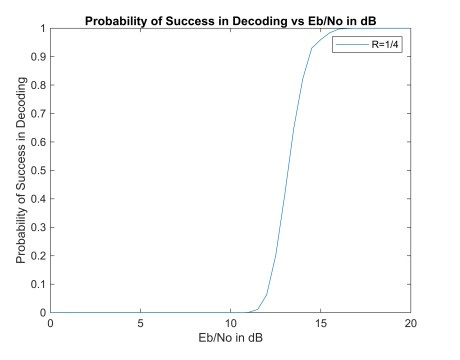 Probability of Success in Decoding vs Eb/No in dB
R=1/4
Probability of Success in Decoding
1
0.9
0.8
0.7
0.6
0.5
0.4
0.3
0.2
0.1
0
0 5 10 15 20
Eb/No in dB